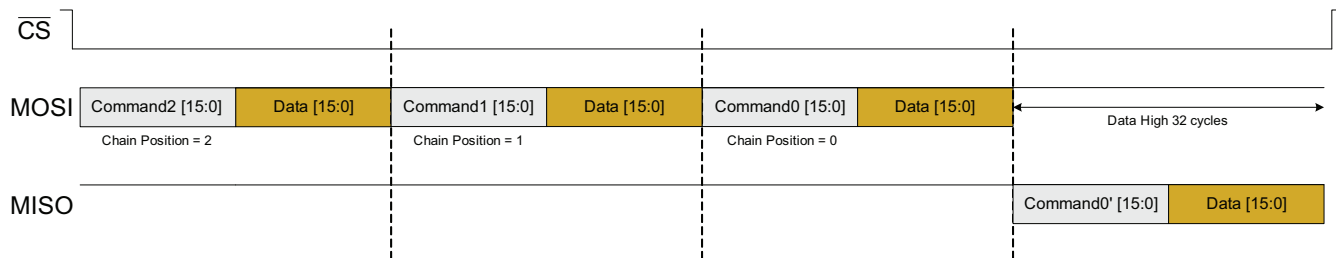 CS
MOSI
Command2 [15:0]
Data [15:0]
Command1 [15:0]
Data [15:0]
Command0 [15:0]
Data [15:0]
Data High 32 cycles
Chain Position = 2
Chain Position = 1
Chain Position = 0
MISO
Command0' [15:0]
Data [15:0]